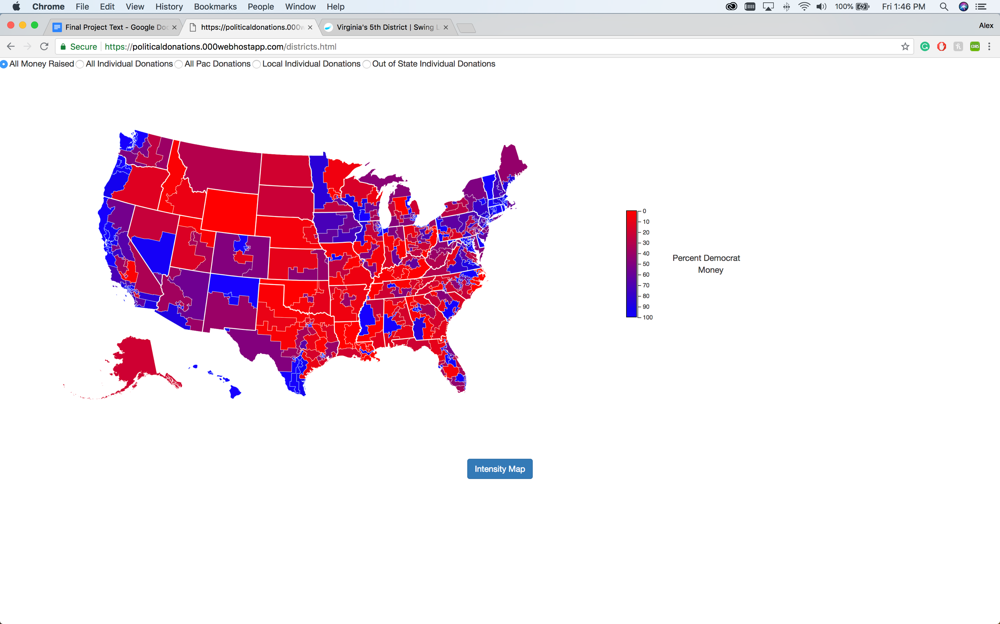 Chrome File Edit View History Bookmarks People Window Help 100% Fri 1:46 PM
Final Project Text - Google Doc https://politicaldonations.000w Virginia's 5th District | Swing L Alex
Secure https://politicaldonations.000webhostapp.com/districts.html CORS
All Money Raised All Individual Donations All Pac Donations Local Individual Donations Out of State Individual Donations
0
10
20
30
40
50
60
70
80
90
100
Percent Democrat
Money
Intensity Map